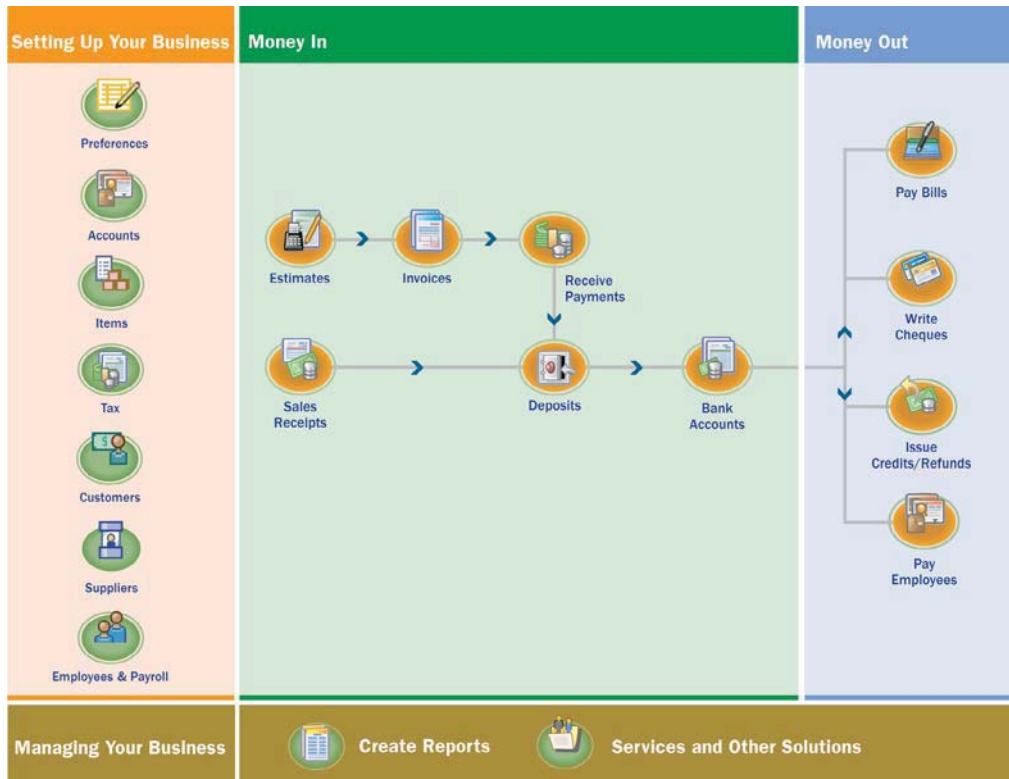 Setting Up Your Business
Preferences
Accounts
Items
Tax
Customers
Suppliers
Employees & Payroll
Money In
Estimates
Invoices
Receive
Payments
Sales
Receipts
Deposits
Bank
Accounts
Money Out
Pay Bills
Write
Cheques
Issue
Credits/Refunds
Pay
Employees
Managing Your Business
Create Reports
Services and Other Solutions